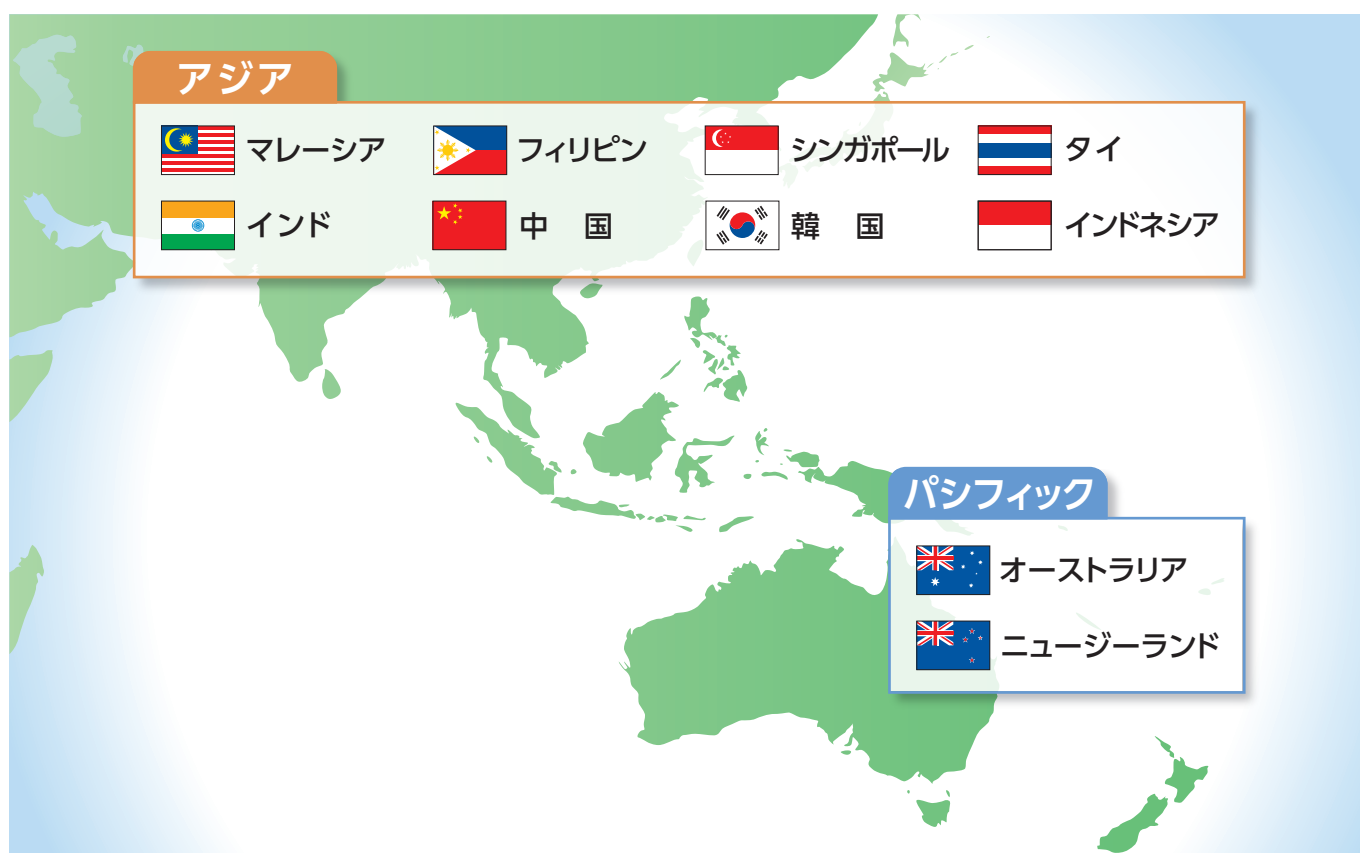 アジア
マレーシア フィリピン シンガポール タイ
インド 中　国 韓　国 インドネシア
パシフィック
オーストラリア
ニュージーランド